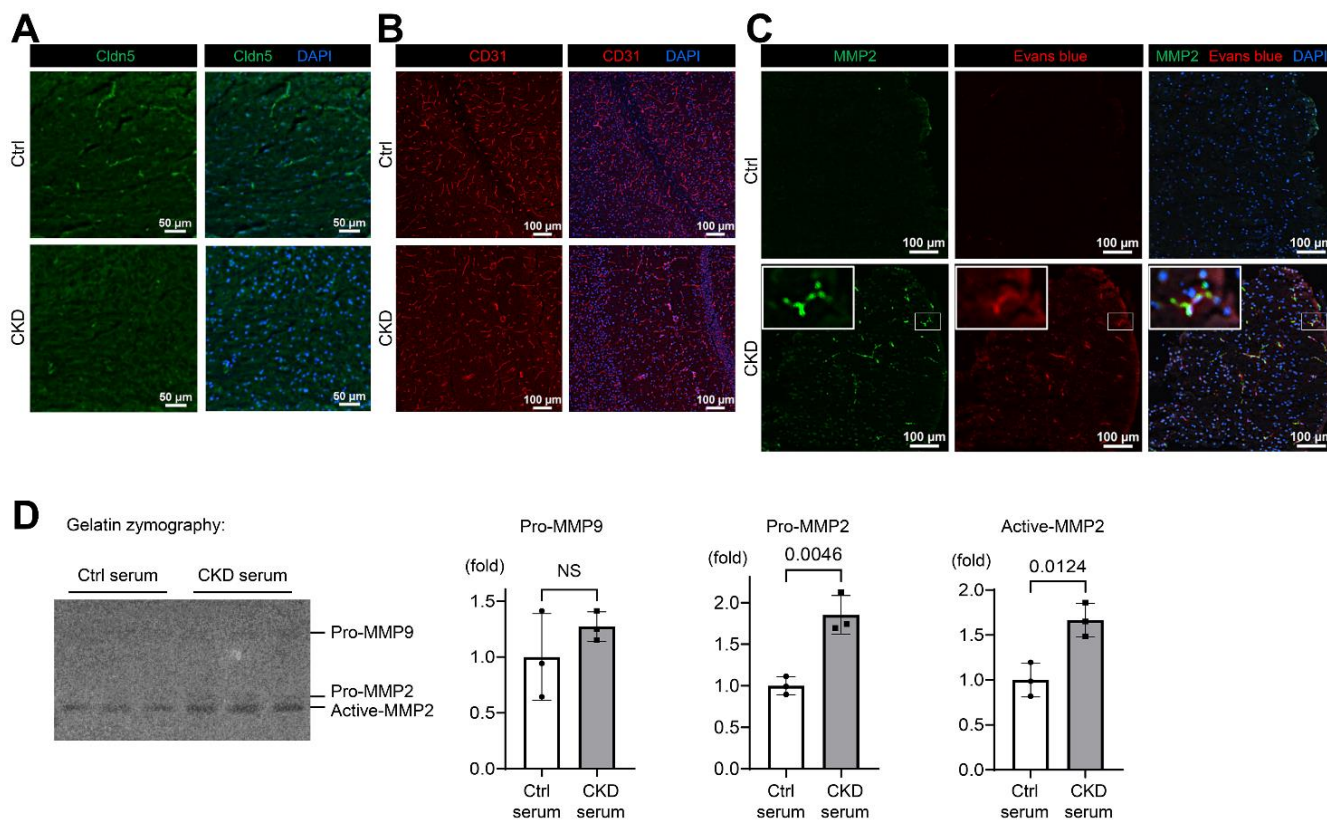 A
Cldn5
Cldn5 DAPI
Ctrl
50 µm
50 µm
CKD
50 µm
50 µm
B
CD31
CD31 DAPI
Ctrl
100 µm
100 µm
CKD
100 µm
100 µm
C
MMP2
Evans blue
MMP2 Evans blue DAPI
Ctrl
100 µm
100 µm
100 µm
CKD
100 µm
100 µm
100 µm
D
Gelatin zymography:
Ctrl serum
CKD serum
Pro-MMP9
Pro-MMP2
Active-MMP2
Pro-MMP9
(fold)
NS
1.5
1.0
0.5
0.0
Ctrl serum
CKD serum
Pro-MMP2
(fold)
0.0046
2.0
1.5
1.0
0.5
0.0
Ctrl serum
CKD serum
Active-MMP2
(fold)
0.0124
2.0
1.5
1.0
0.5
0.0
Ctrl serum
CKD serum